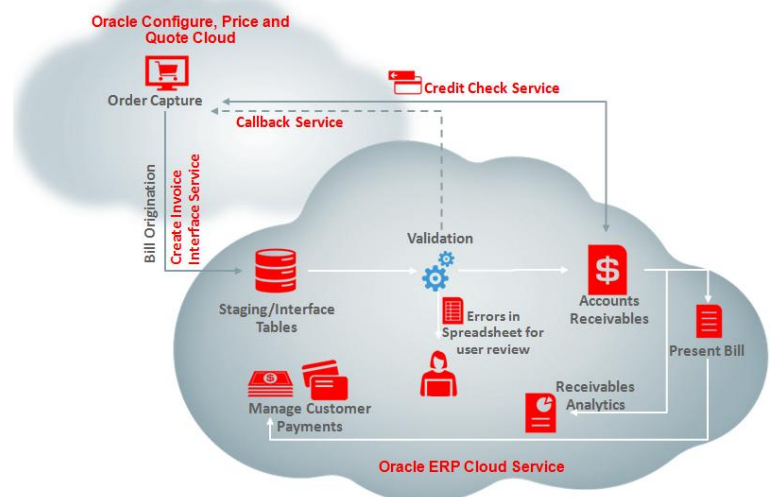 Oracle Configure, Price and
Quote Cloud
Order Capture
Credit Check Service
Callback Service
Bill Origination
Create Invoice
Interface Service
Validation
Staging/Interface
Tables
Errors in
Spreadsheet for
user review
$
Accounts
Receivables
Present Bill
Receivables
Analytics
$
Manage Customer
Payments
Oracle ERP Cloud Service